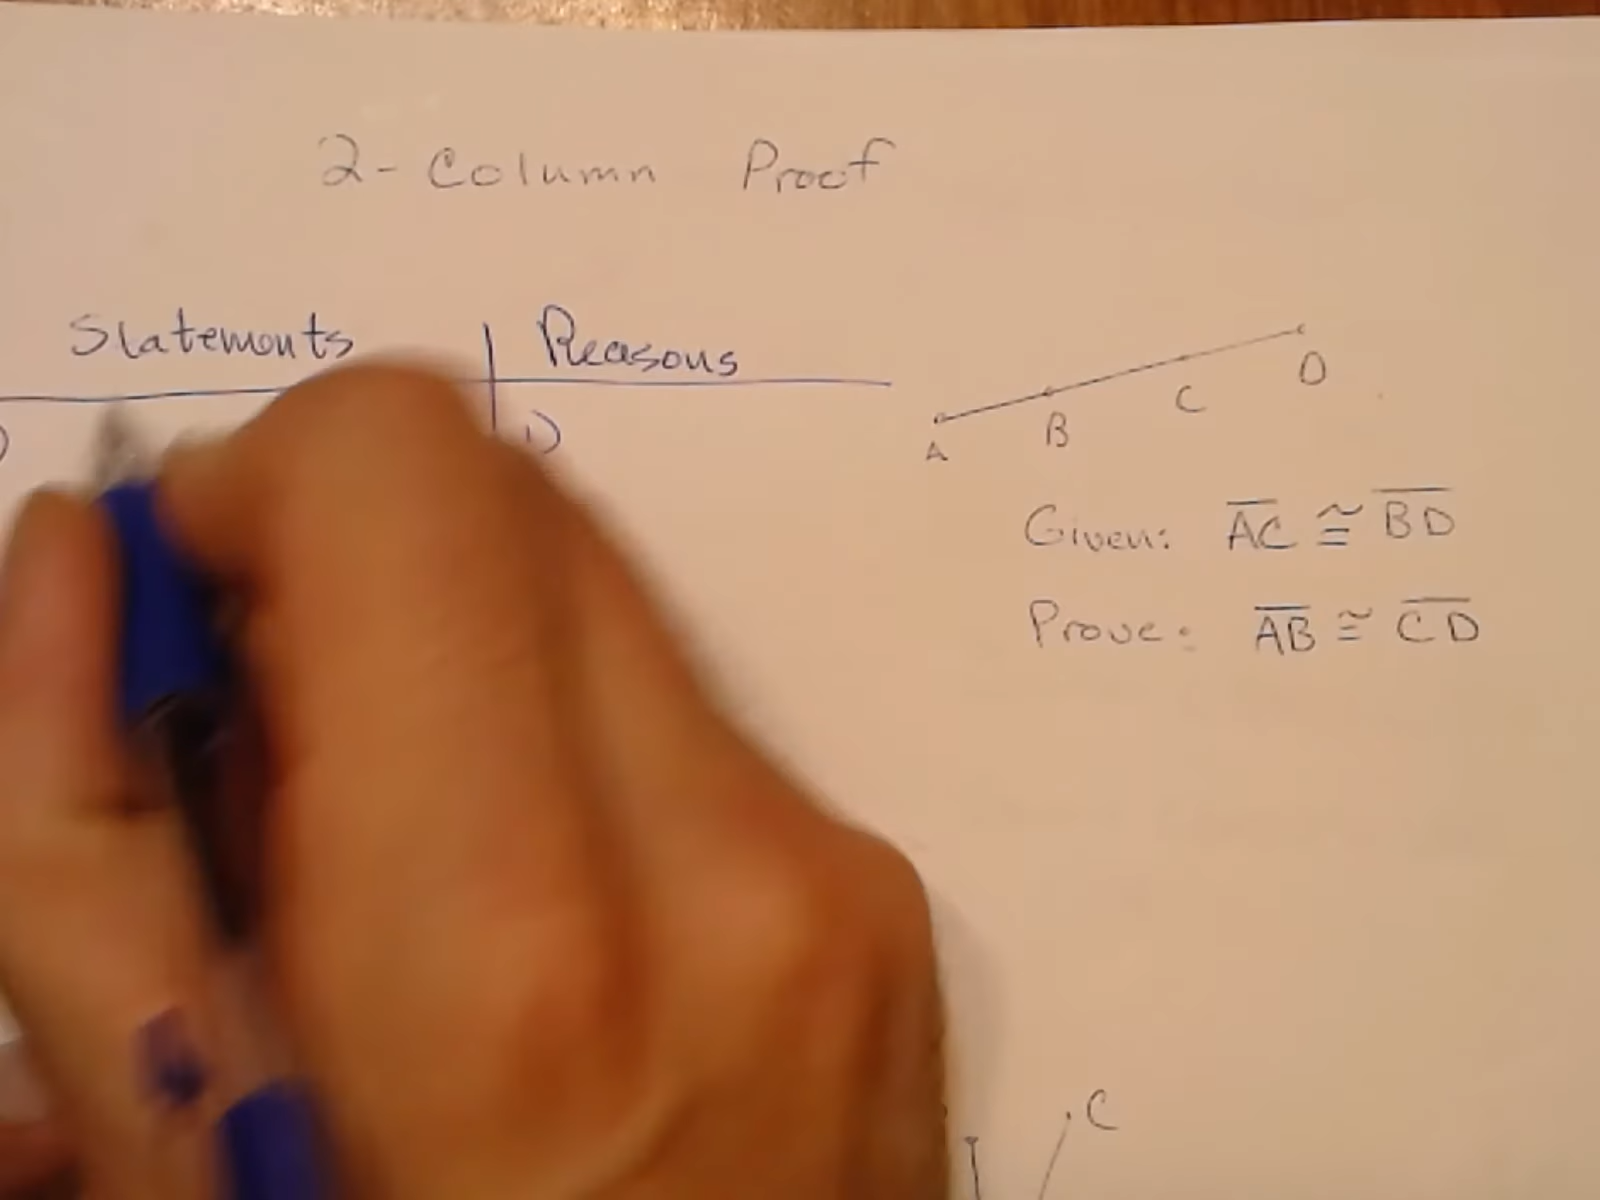 2-Column Proof
Statements Reasons
1)
A B C D
Given: AC ≅ BD
Prove: AB ≅ CD
C